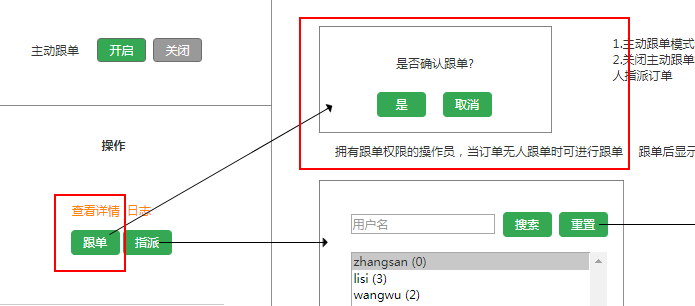 主动跟单 开启 关闭
操作
查看详情 日志
跟单 指派
是否确认跟单?
是 取消
拥有跟单权限的操作员，当订单无人跟单时可进行跟单 跟单后显示
1.主动跟单模式
2.关闭主动跟单
人指派订单
用户名 搜索 重置
zhangsan (0)
lisi (3)
wangwu (2)